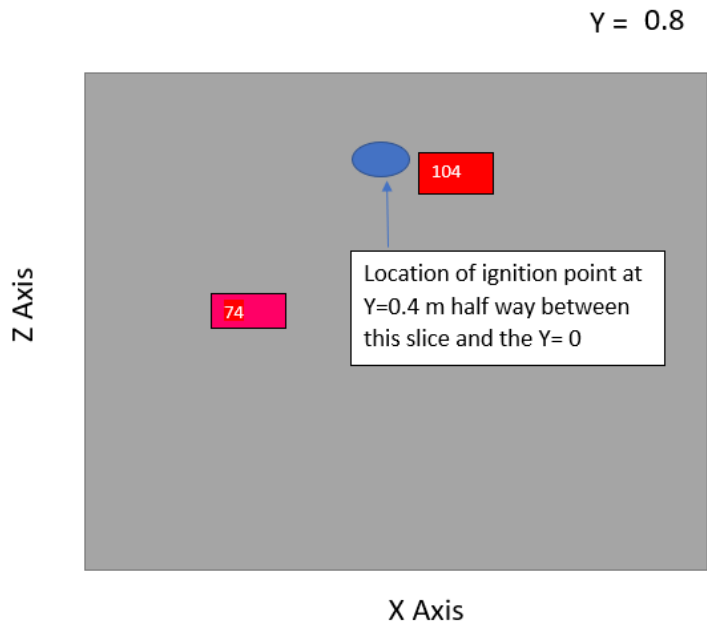 Y = 0.8
104
Location of ignition point at
Y=0.4 m half way between
this slice and the Y= 0
74
Z Axis
X Axis